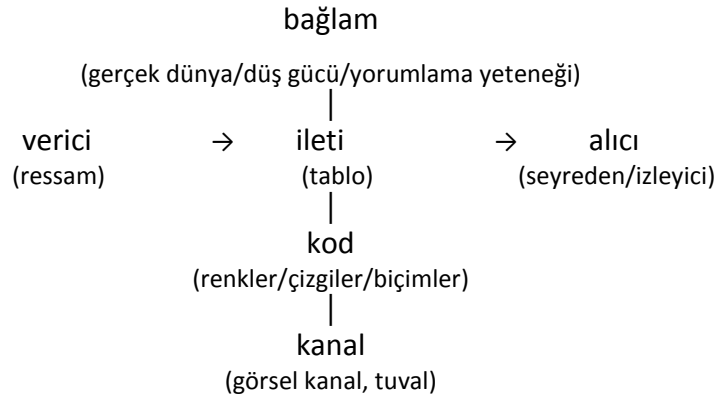 bağlam
(gerçek dünya/düş gücü/yorumlama yeteneği)
verici → ileti → alıcı
(ressam) (tablo) (seyreden/izleyici)
kod
(renkler/çizgiler/biçimler)
kanal
(görsel kanal, tuval)